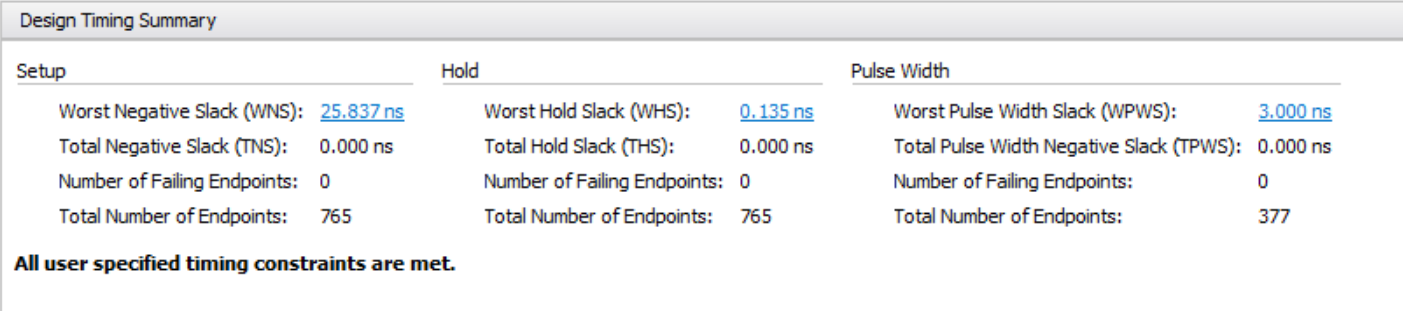 Design Timing Summary
Setup
Worst Negative Slack (WNS): 25.837 ns
Total Negative Slack (TNS): 0.000 ns
Number of Failing Endpoints: 0
Total Number of Endpoints: 765
Hold
Worst Hold Slack (WHS): 0.135 ns
Total Hold Slack (THS): 0.000 ns
Number of Failing Endpoints: 0
Total Number of Endpoints: 765
Pulse Width
Worst Pulse Width Slack (WPWS): 3.000 ns
Total Pulse Width Negative Slack (TPWS): 0.000 ns
Number of Failing Endpoints: 0
Total Number of Endpoints: 377
All user specified timing constraints are met.